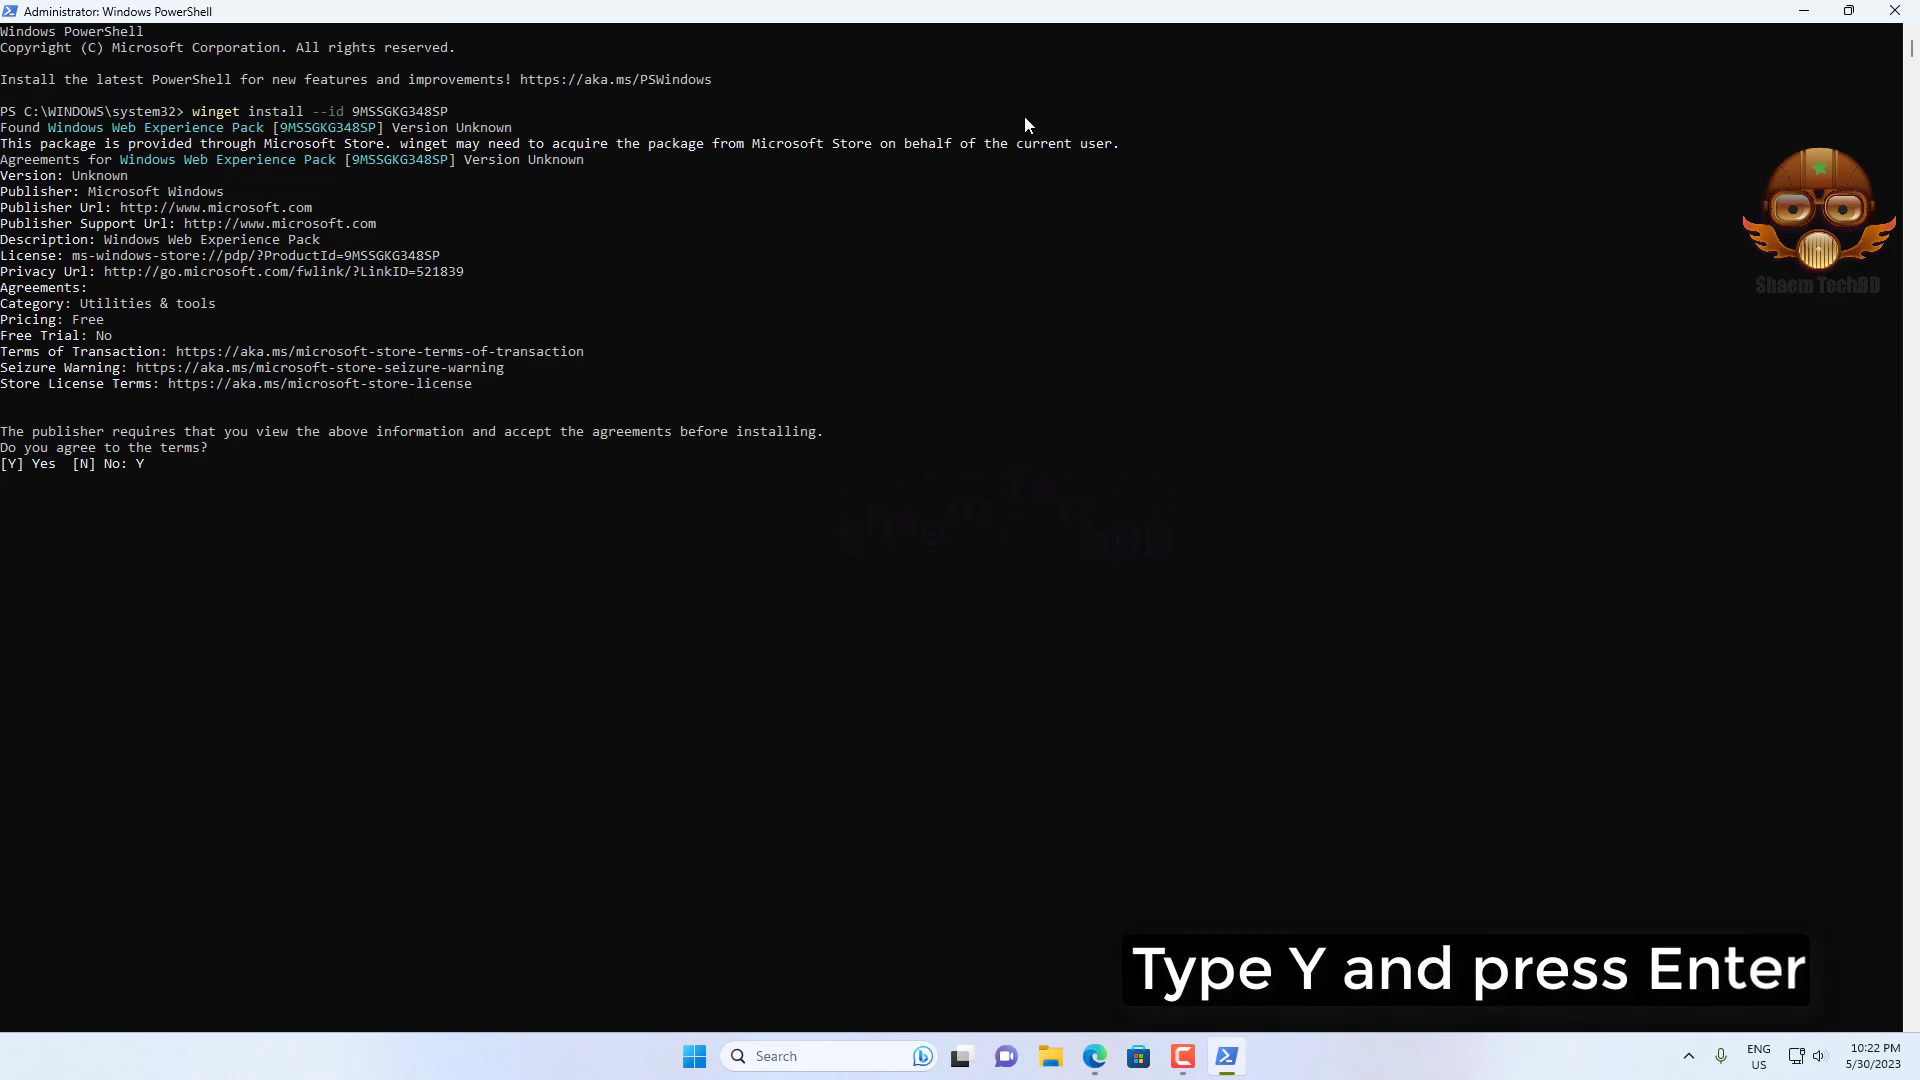 Administrator: Windows PowerShell
Windows PowerShell
Copyright (C) Microsoft Corporation. All rights reserved.
Install the latest PowerShell for new features and improvements! https://aka.ms/PSWindows
PS C:\WINDOWS\system32> winget install --id 9MSSGKG348SP
Found Windows Web Experience Pack [9MSSGKG348SP] Version Unknown
This package is provided through Microsoft Store. winget may need to acquire the package from Microsoft Store on behalf of the current user.
Agreements for Windows Web Experience Pack [9MSSGKG348SP] Version Unknown
Version: Unknown
Publisher: Microsoft Windows
Publisher Url: http://www.microsoft.com
Publisher Support Url: http://www.microsoft.com
Description: Windows Web Experience Pack
License: ms-windows-store://pdp/?ProductId=9MSSGKG348SP
Privacy Url: http://go.microsoft.com/fwlink/?LinkID=521839
Agreements:
Category: Utilities & tools
Pricing: Free
Free Trial: No
Terms of Transaction: https://aka.ms/microsoft-store-terms-of-transaction
Seizure Warning: https://aka.ms/microsoft-store-seizure-warning
Store License Terms: https://aka.ms/microsoft-store-license
The publisher requires that you view the above information and accept the agreements before installing.
Do you agree to the terms?
[Y] Yes  [N] No: Y
Shaem TechBD
Shaem TechBD
Type Y and press Enter
Search
ENG
US
10:22 PM
5/30/2023